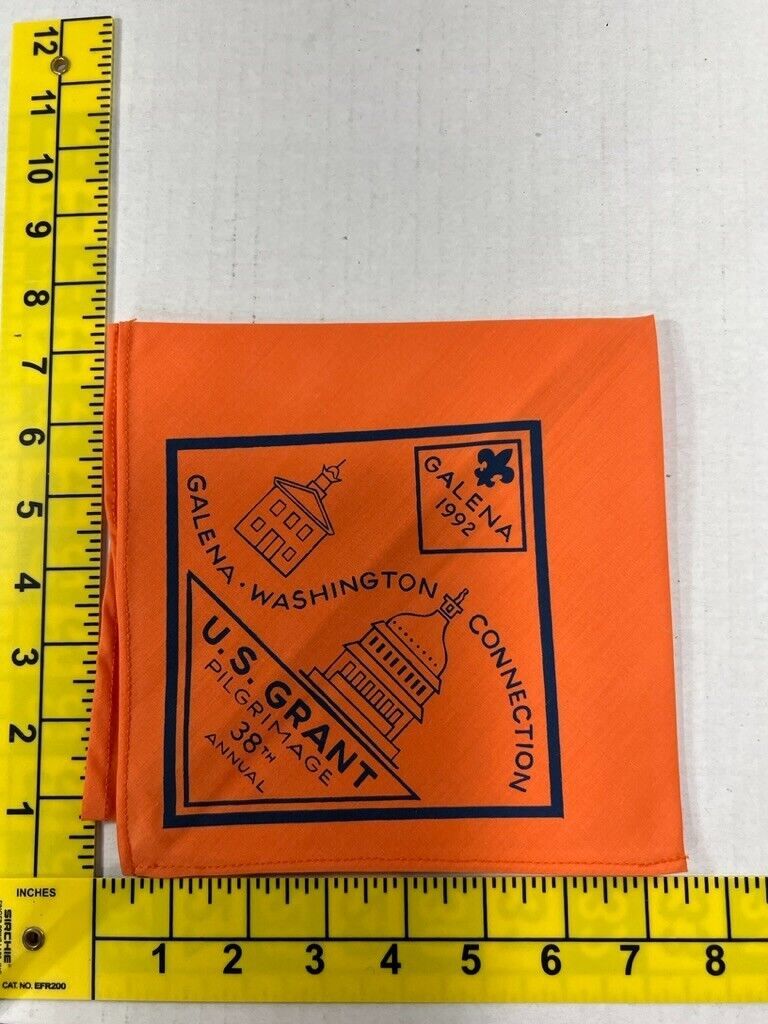 12
11
10
9
8
7
6
5
4
3
2
1
GALENA
1992
GALENA · WASHINGTON CONNECTION
U.S. GRANT
PILGRIMAGE
38TH
ANNUAL
INCHES
SIRCHIE
CAT. NO. EFR200
1 2 3 4 5 6 7 8